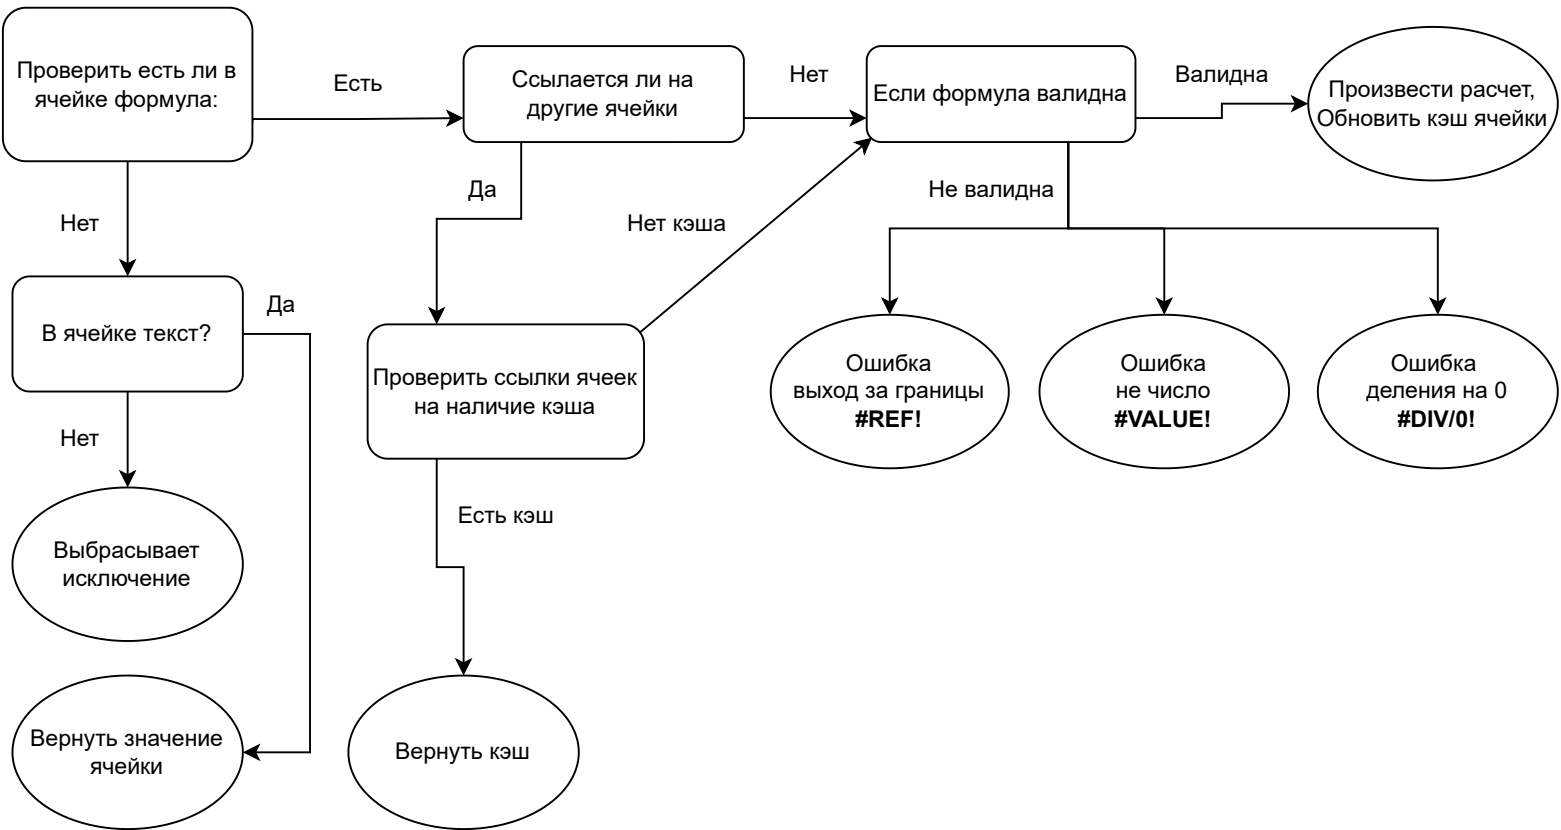 Проверить есть ли в
ячейке формула:
Есть
Ссылается ли на
другие ячейки
Нет
Если формула валидна
Валидна
Произвести расчет,
Обновить кэш ячейки
Нет
Да
Нет кэша
Не валидна
В ячейке текст?
Да
Проверить ссылки ячеек
на наличие кэша
Ошибка
выход за границы
#REF!
Ошибка
не число
#VALUE!
Ошибка
деления на 0
#DIV/0!
Нет
Есть кэш
Выбрасывает
исключение
Вернуть значение
ячейки
Вернуть кэш